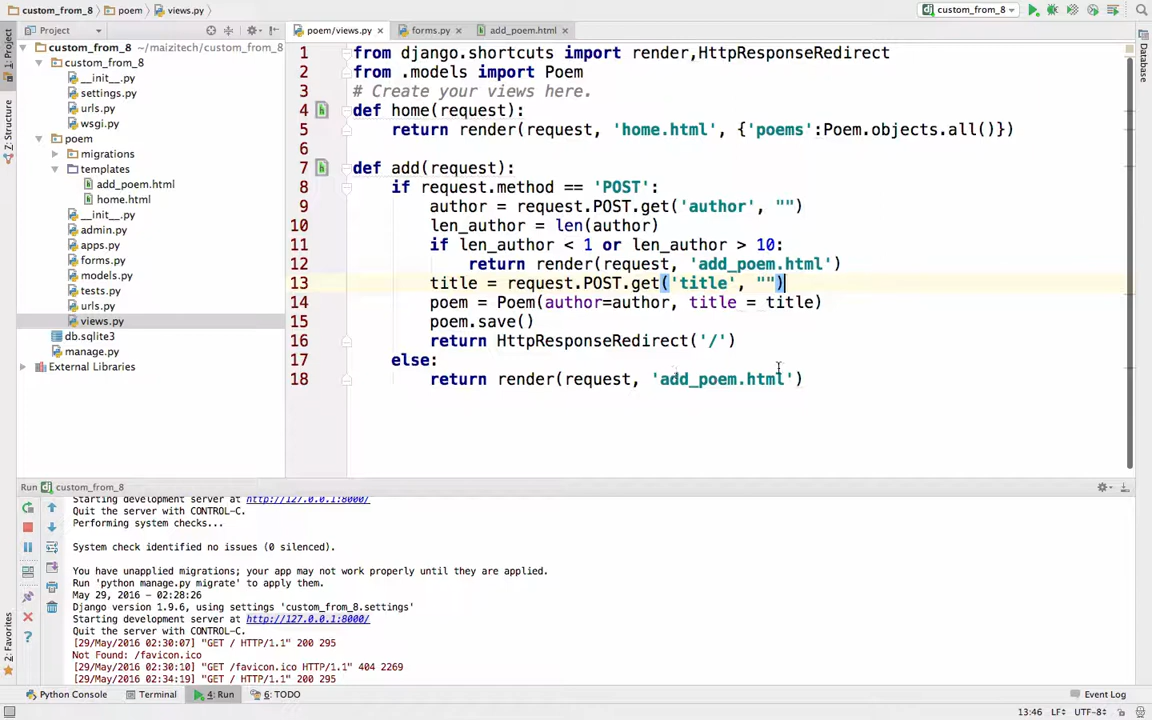 custom_from_8 poem views.py
custom_from_8
Project
poem/views.py
forms.py
add_poem.html
1: Project
7: Structure
2: Favorites
Database
custom_from_8 ~/maizitech/custom_from_8
custom_from_8
__init__.py
settings.py
urls.py
wsgi.py
poem
migrations
templates
add_poem.html
home.html
__init__.py
admin.py
apps.py
forms.py
models.py
tests.py
urls.py
views.py
db.sqlite3
manage.py
External Libraries
1 from django.shortcuts import render,HttpResponseRedirect
2 from .models import Poem
3 # Create your views here.
4 def home(request):
5 return render(request, 'home.html', {'poems':Poem.objects.all()})
6
7 def add(request):
8 if request.method == 'POST':
9 author = request.POST.get('author', "")
10 len_author = len(author)
11 if len_author < 1 or len_author > 10:
12 return render(request, 'add_poem.html')
13 title = request.POST.get('title', "")
14 poem = Poem(author=author, title = title)
15 poem.save()
16 return HttpResponseRedirect('/')
17 else:
18 return render(request, 'add_poem.html')
Run custom_from_8
Starting development server at http://127.0.0.1:8000/
Quit the server with CONTROL-C.
Performing system checks...
System check identified no issues (0 silenced).
You have unapplied migrations; your app may not work properly until they are applied.
Run 'python manage.py migrate' to apply them.
May 29, 2016 - 02:28:26
Django version 1.9.6, using settings 'custom_from_8.settings'
Starting development server at http://127.0.0.1:8000/
Quit the server with CONTROL-C.
[29/May/2016 02:30:07] "GET / HTTP/1.1" 200 295
Not Found: /favicon.ico
[29/May/2016 02:30:10] "GET /favicon.ico HTTP/1.1" 404 2269
[29/May/2016 02:34:19] "GET / HTTP/1.1" 200 295
Python Console
Terminal
4: Run
6: TODO
Event Log
13:46 LF÷ UTF-8÷